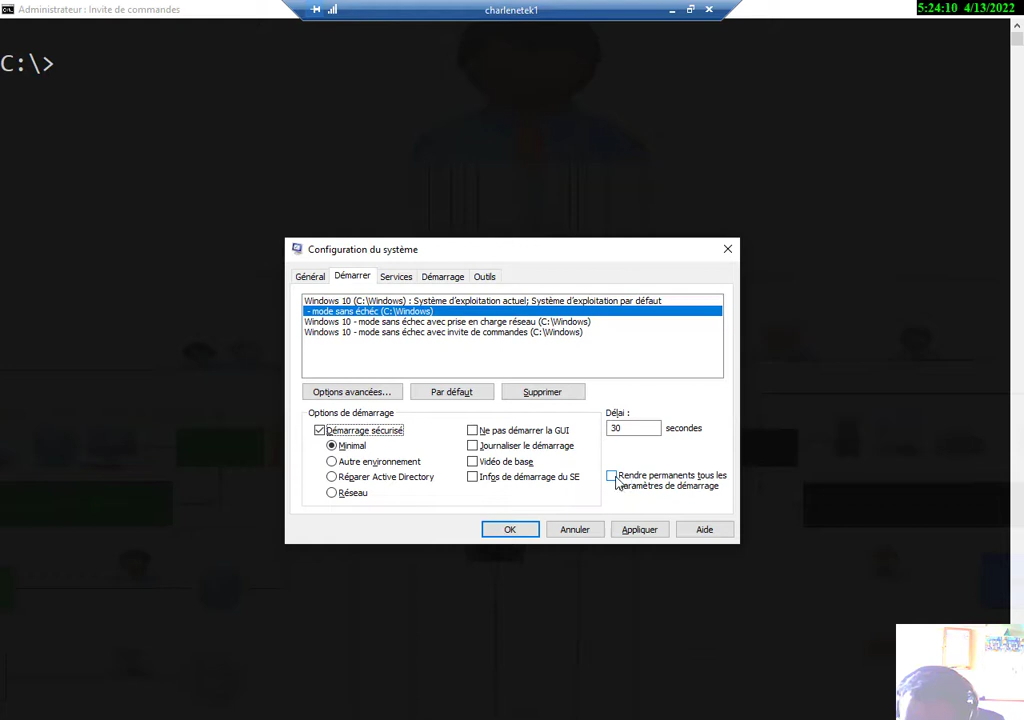 Administrateur : Invite de commandes
charlenetek1
5:24:10 4/13/2022
C:\>
Configuration du système
Général
Démarrer
Services
Démarrage
Outils
Windows 10 (C:\Windows) : Système d'exploitation actuel; Système d'exploitation par défaut
- mode sans échéc (C:\Windows)
Windows 10 - mode sans échec avec prise en charge réseau (C:\Windows)
Windows 10 - mode sans échec avec invite de commandes (C:\Windows)
Options avancées...
Par défaut
Supprimer
Options de démarrage
Démarrage sécurisé
Minimal
Autre environnement
Réparer Active Directory
Réseau
Ne pas démarrer la GUI
Journaliser le démarrage
Vidéo de base
Infos de démarrage du SE
Délai :
30 secondes
Rendre permanents tous les
paramètres de démarrage
OK
Annuler
Appliquer
Aide